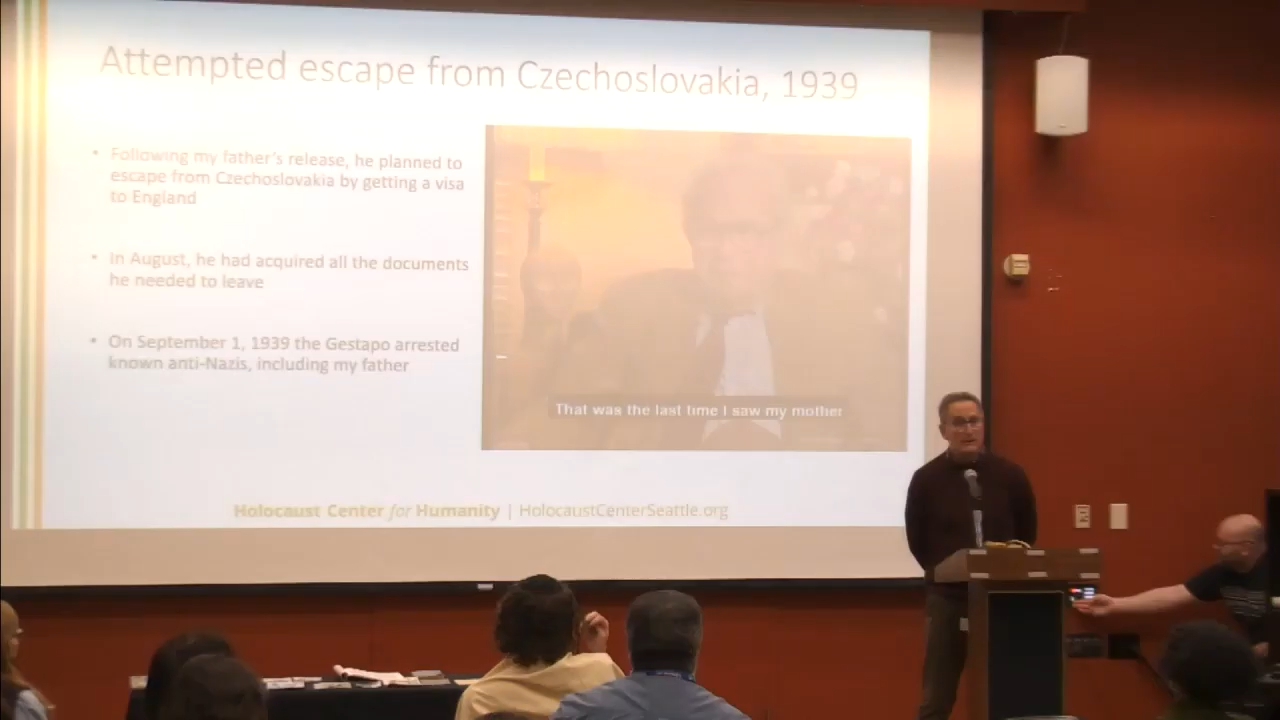 Attempted escape from Czechoslovakia, 1939
• Following my father's release, he planned to
escape from Czechoslovakia by getting a visa
to England
• In August, he had acquired all the documents
he needed to leave
• On September 1, 1939 the Gestapo arrested
known anti-Nazis, including my father
That was the last time I saw my mother
Holocaust Center for Humanity | HolocaustCenterSeattle.org